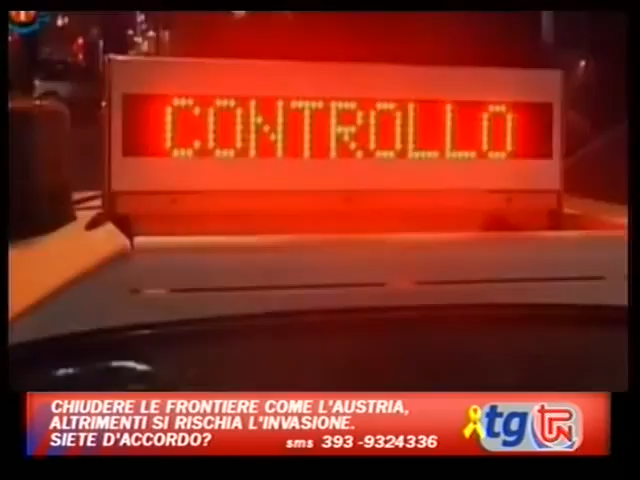 CONTROLLO
CHIUDERE LE FRONTIERE COME L'AUSTRIA,
ALTRIMENTI SI RISCHIA L'INVASIONE.
SIETE D'ACCORDO?
sms 393-9324336
tg